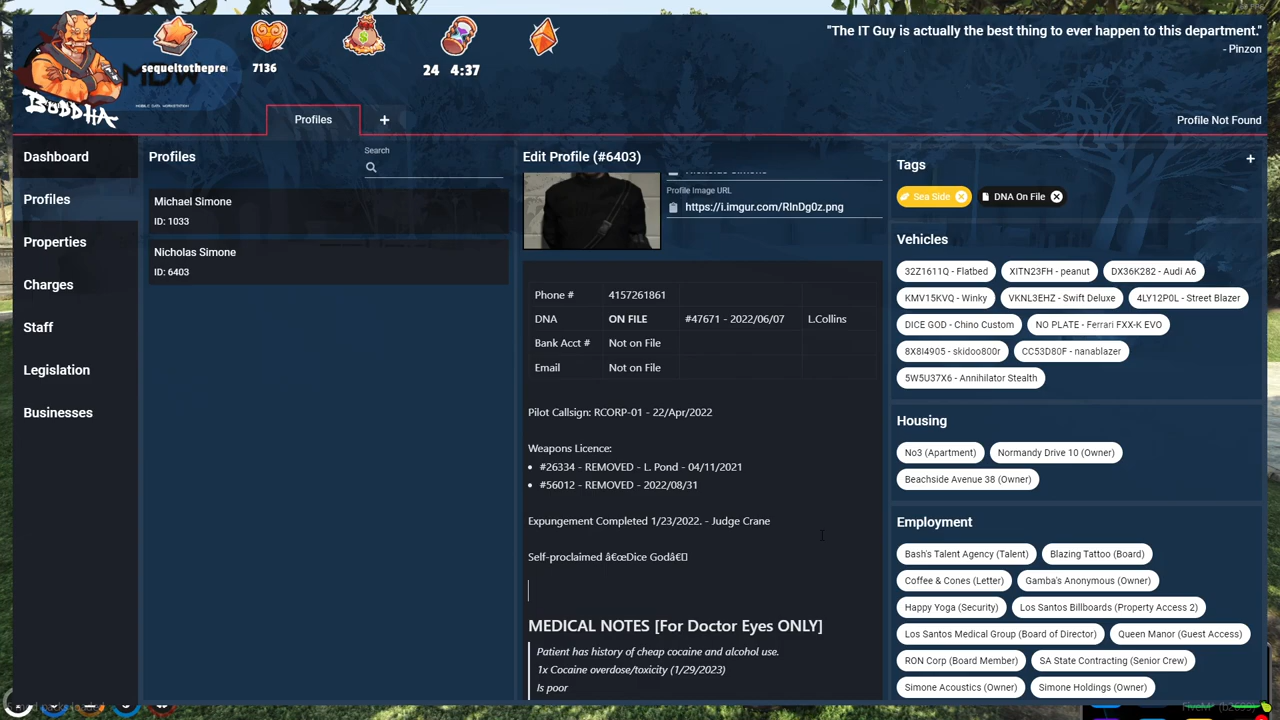 "The IT Guy is actually the best thing to ever happen to this department."
- Pinzon
sequeltothepre
7136
24 4:37
MDW
MOBILE DATA WORKSTATION
BUDDHA
Profiles
+
Profile Not Found
Dashboard
Profiles
Properties
Charges
Staff
Legislation
Businesses
Profiles
Search
Michael Simone
ID: 1033
Nicholas Simone
ID: 6403
Edit Profile (#6403)
Nicholas Simone
Profile Image URL
https://i.imgur.com/RlnDg0z.png
Phone # 4157261861
DNA ON FILE #47671 - 2022/06/07 L.Collins
Bank Acct # Not on File
Email Not on File
Pilot Callsign: RCORP-01 - 22/Apr/2022
Weapons Licence:
• #26334 - REMOVED - L. Pond - 04/11/2021
• #56012 - REMOVED - 2022/08/31
Expungement Completed 1/23/2022. - Judge Crane
Self-proclaimed â€œDice Godâ€
MEDICAL NOTES [For Doctor Eyes ONLY]
Patient has history of cheap cocaine and alcohol use.
1x Cocaine overdose/toxicity (1/29/2023)
Is poor
Tags
+
Sea Side DNA On File
Vehicles
32Z1611Q - Flatbed XITN23FH - peanut DX36K282 - Audi A6
KMV15KVQ - Winky VKNL3EHZ - Swift Deluxe 4LY12P0L - Street Blazer
DICE GOD - Chino Custom NO PLATE - Ferrari FXX-K EVO
8X8I4905 - skidoo800r CC53D80F - nanablazer
5W5U37X6 - Annihilator Stealth
Housing
No3 (Apartment) Normandy Drive 10 (Owner)
Beachside Avenue 38 (Owner)
Employment
Bash's Talent Agency (Talent) Blazing Tattoo (Board)
Coffee & Cones (Letter) Gamba's Anonymous (Owner)
Happy Yoga (Security) Los Santos Billboards (Property Access 2)
Los Santos Medical Group (Board of Director) Queen Manor (Guest Access)
RON Corp (Board Member) SA State Contracting (Senior Crew)
Simone Acoustics (Owner) Simone Holdings (Owner)